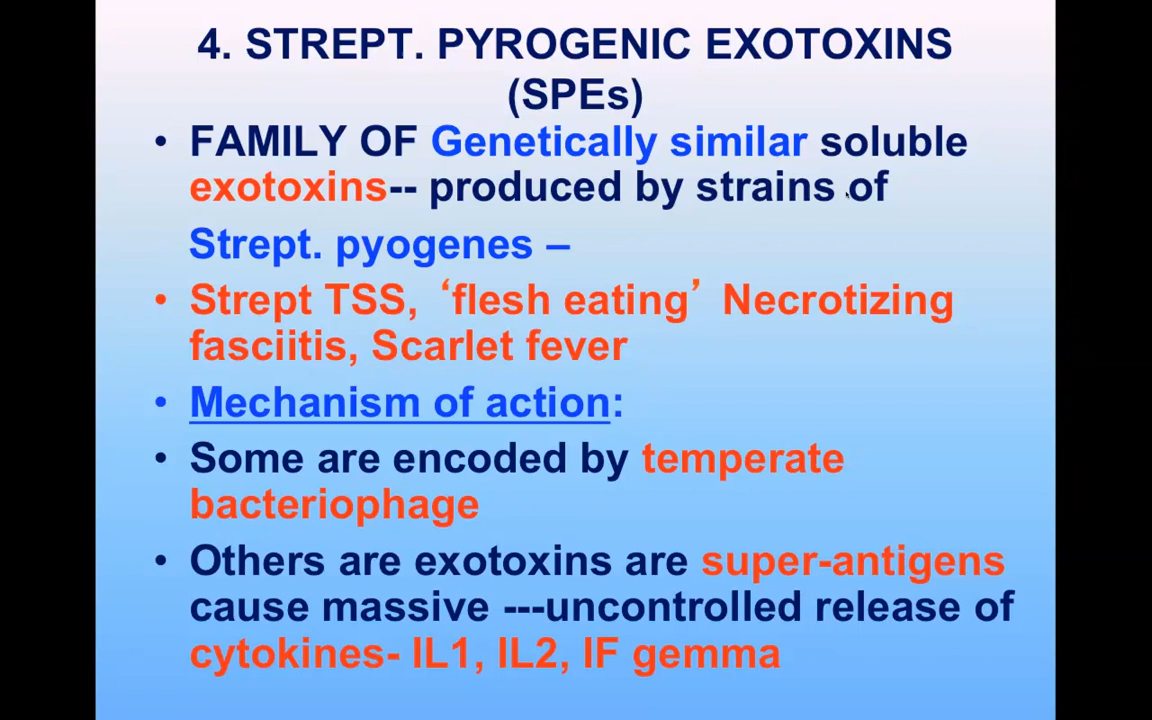 4. STREPT. PYROGENIC EXOTOXINS
(SPEs)
• FAMILY OF Genetically similar soluble
exotoxins-- produced by strains of
Strept. pyogenes –
• Strept TSS, ‘flesh eating’ Necrotizing
fasciitis, Scarlet fever
• Mechanism of action:
• Some are encoded by temperate
bacteriophage
• Others are exotoxins are super-antigens
cause massive ---uncontrolled release of
cytokines- IL1, IL2, IF gemma